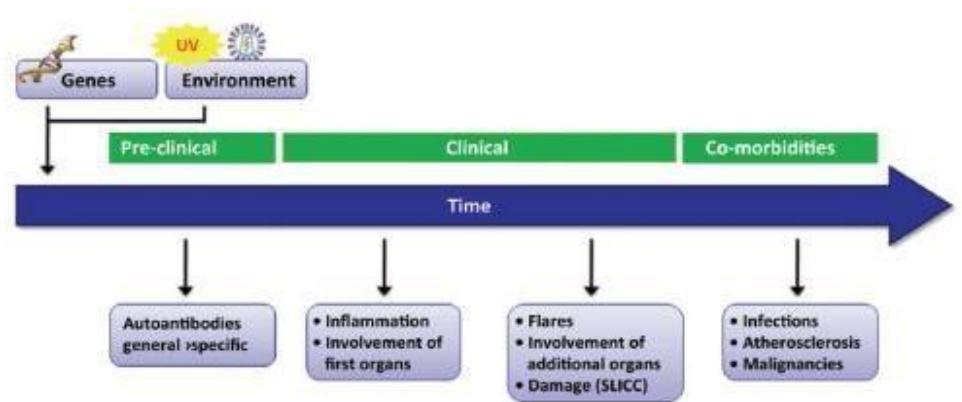 UV
Genes
Environment
Pre-clinical
Clinical
Co-morbidities
Time
Autoantibodies
general >specific
• Inflammation
• Involvement of
first organs
• Flares
• Involvement of
additional organs
• Damage (SLICC)
• Infections
• Atherosclerosis
• Malignancies